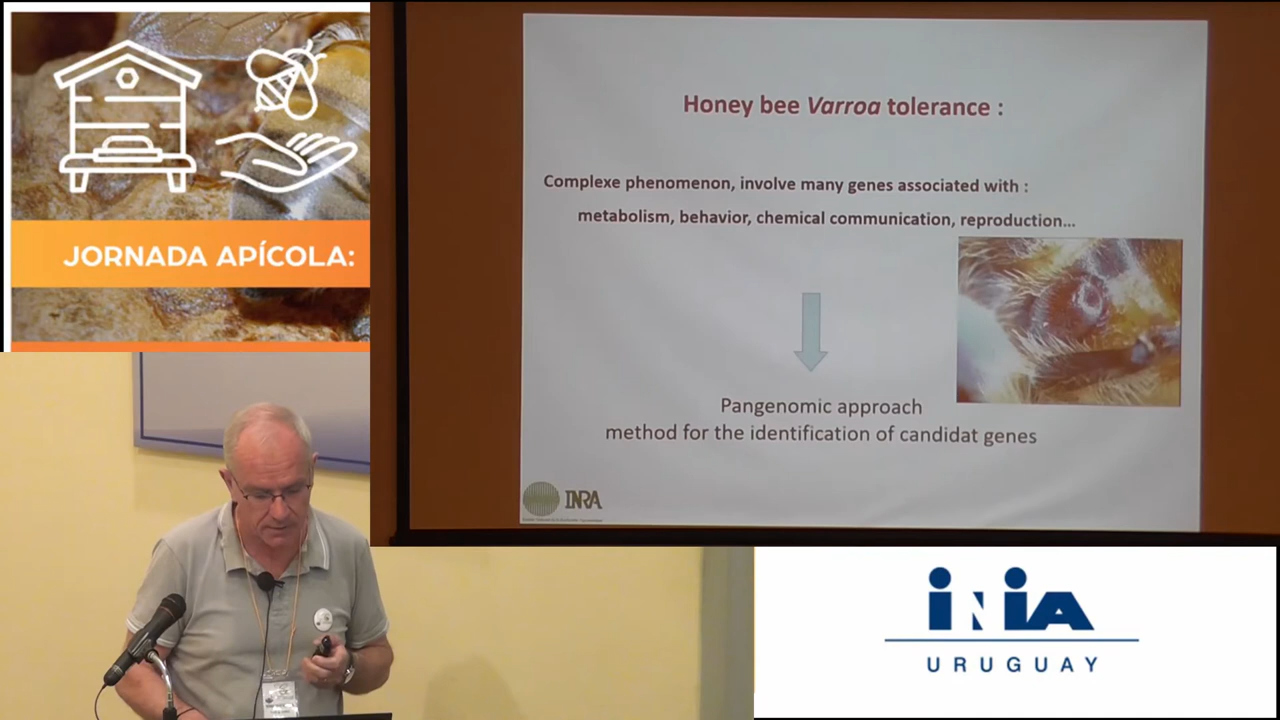 JORNADA APÍCOLA:
Honey bee Varroa tolerance :
Complexe phenomenon, involve many genes associated with :
metabolism, behavior, chemical communication, reproduction...
Pangenomic approach
method for the identification of candidat genes
INRA
INIA
URUGUAY